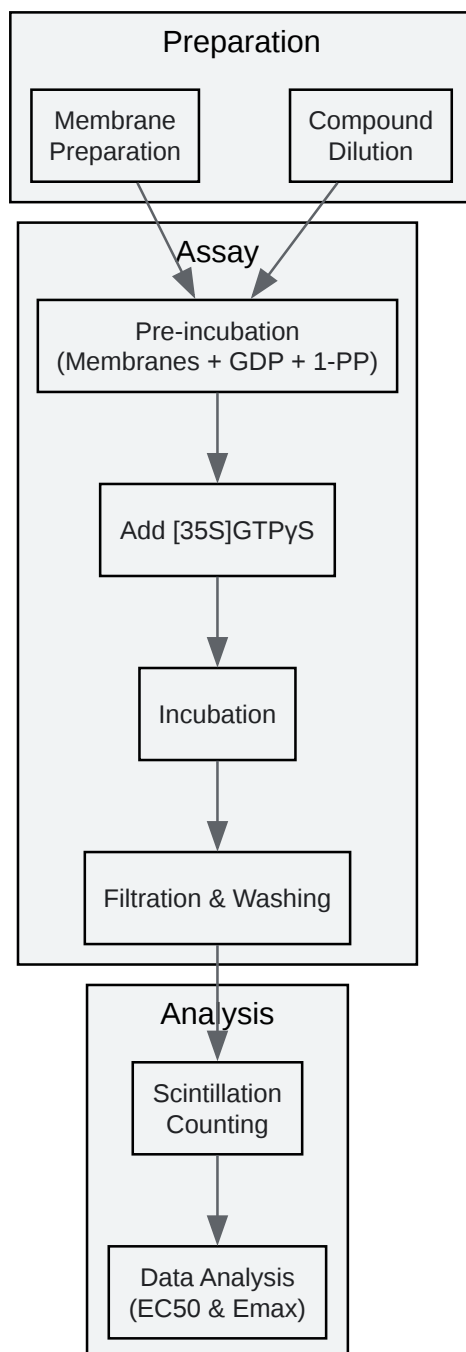 Preparation
Membrane
Preparation
Compound
Dilution
Assay
Pre-incubation
(Membranes + GDP + 1-PP)
Add [35S]GTPγS
Incubation
Filtration & Washing
Analysis
Scintillation
Counting
Data Analysis
(EC50 & Emax)